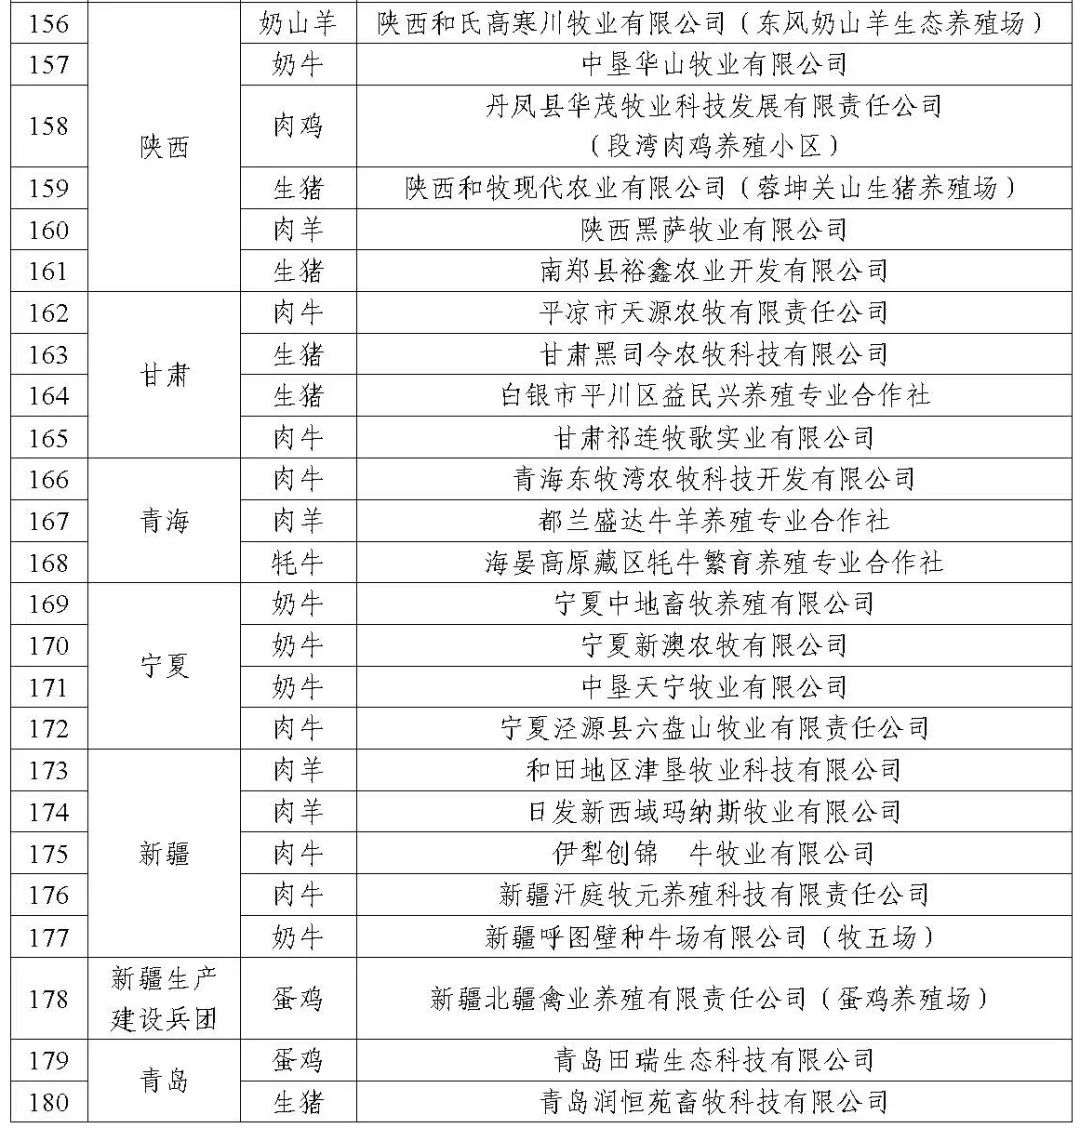 156 奶山羊 陕西和氏高寒川牧业有限公司（东风奶山羊生态养殖场）
157 奶牛 中垦华山牧业有限公司
158 陕西 肉鸡 丹凤县华茂牧业科技发展有限责任公司
（段湾肉鸡养殖小区）
159 生猪 陕西和牧现代农业有限公司（蓉坤关山生猪养殖场）
160 肉羊 陕西黑萨牧业有限公司
161 生猪 南郑县裕鑫农业开发有限公司
162 肉牛 平凉市天源农牧有限责任公司
163 甘肃 生猪 甘肃黑司令农牧科技有限公司
164 生猪 白银市平川区益民兴养殖专业合作社
165 肉牛 甘肃祁连牧歌实业有限公司
166 肉牛 青海东牧湾农牧科技开发有限公司
167 青海 肉羊 都兰盛达牛羊养殖专业合作社
168 牦牛 海晏高原藏区牦牛繁育养殖专业合作社
169 奶牛 宁夏中地畜牧养殖有限公司
170 宁夏 奶牛 宁夏新澳农牧有限公司
171 奶牛 中垦天宁牧业有限公司
172 肉牛 宁夏泾源县六盘山牧业有限责任公司
173 肉羊 和田地区津垦牧业科技有限公司
174 肉羊 日发新西域玛纳斯牧业有限公司
175 新疆 肉牛 伊犁创锦　牛牧业有限公司
176 肉牛 新疆汗庭牧元养殖科技有限责任公司
177 奶牛 新疆呼图壁种牛场有限公司（牧五场）
178 新疆生产
建设兵团 蛋鸡 新疆北疆禽业养殖有限责任公司（蛋鸡养殖场）
179 青岛 蛋鸡 青岛田瑞生态科技有限公司
180 生猪 青岛润恒苑畜牧科技有限公司